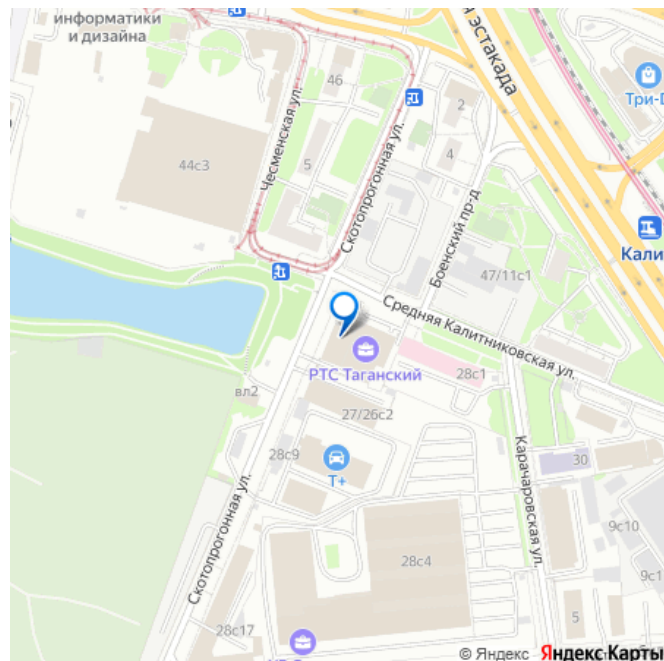 информатики
и дизайна
эстакада
46
2
Три-D
Чесменская ул.
4
5
44с3
Скотопрогонная ул.
Боенский пр-д
Кали
47/11с1
Средняя Калитниковская ул.
РТС Таганский
28с1
вл2
27/26с2
28с9
Т+
Карачаровская ул.
30
Скотопрогонная ул.
9с10
28с4
9с1
5
28с17
© Яндекс Яндекс Карты